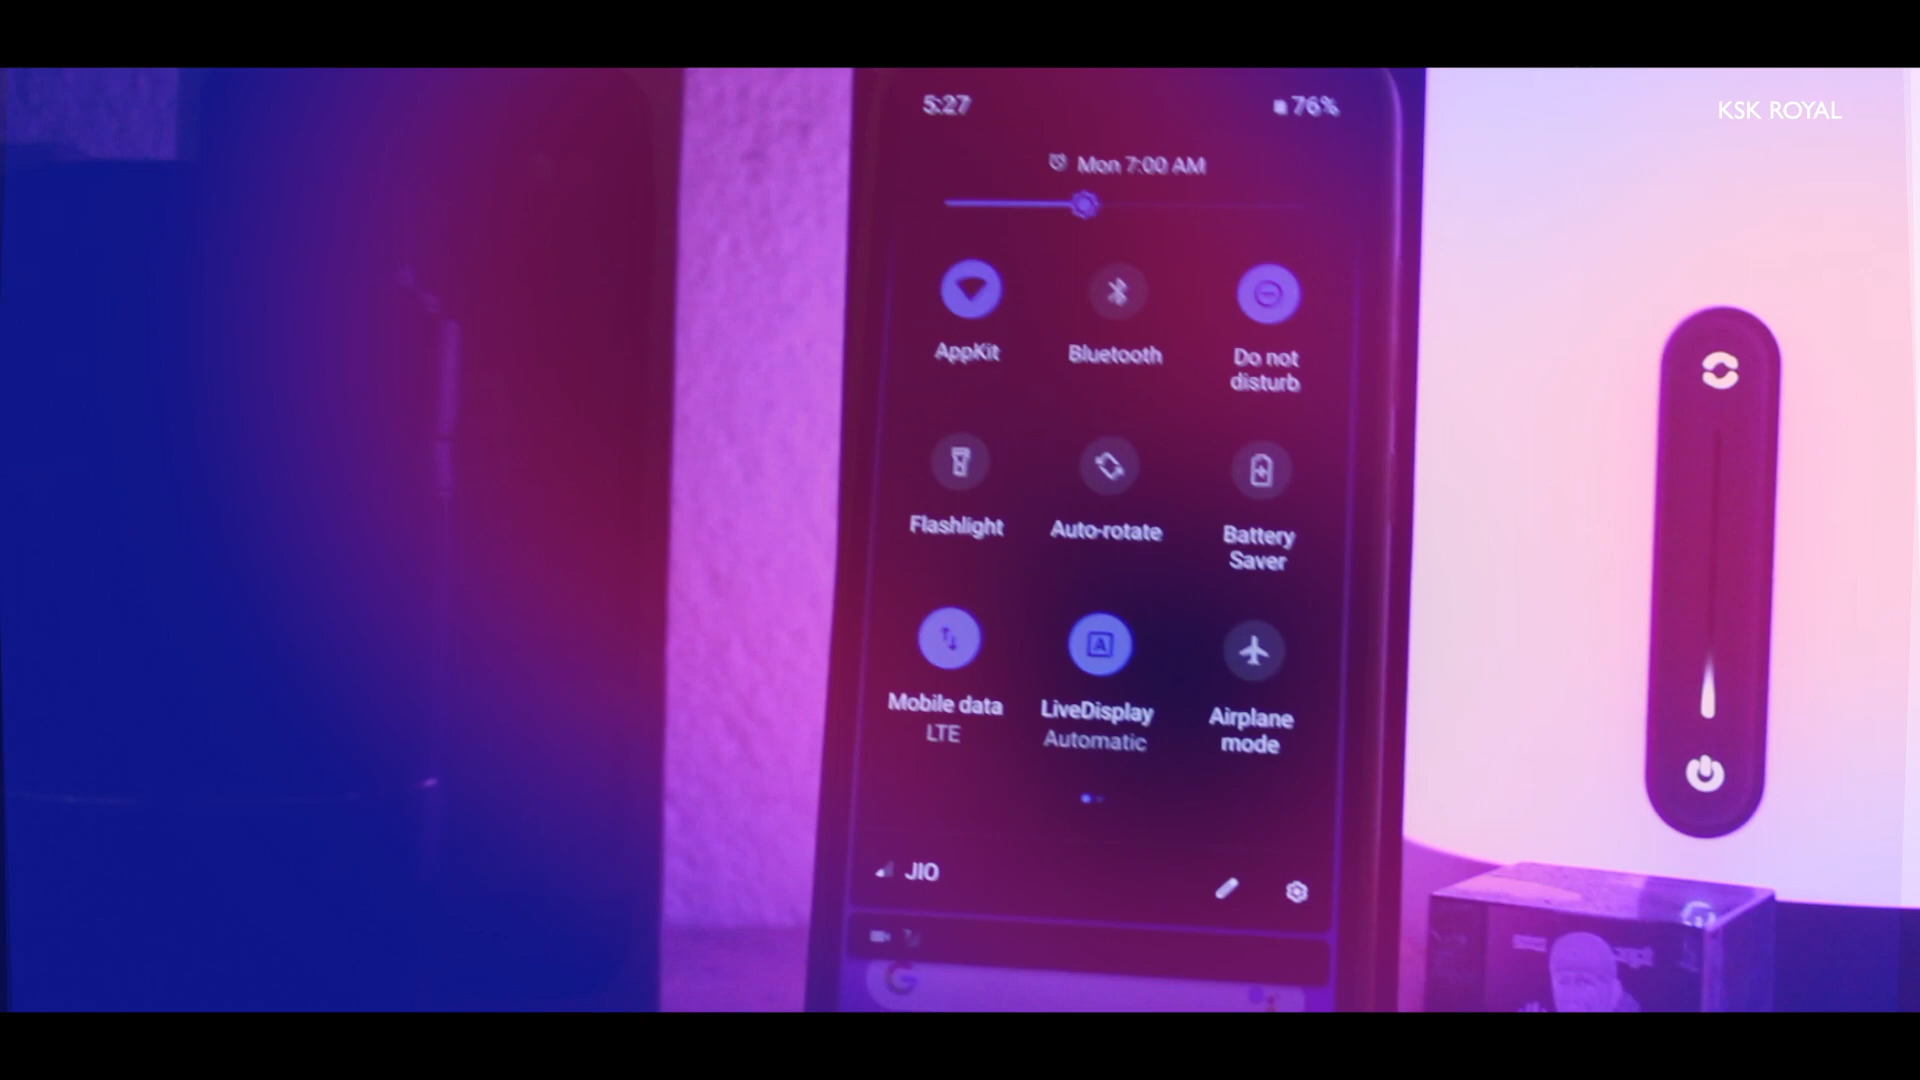 KSK ROYAL
5:27
76%
Mon 7:00 AM
AppKit
Bluetooth
Do not
disturb
Flashlight
Auto-rotate
Battery
Saver
Mobile data
LTE
LiveDisplay
Automatic
Airplane
mode
JIO
G